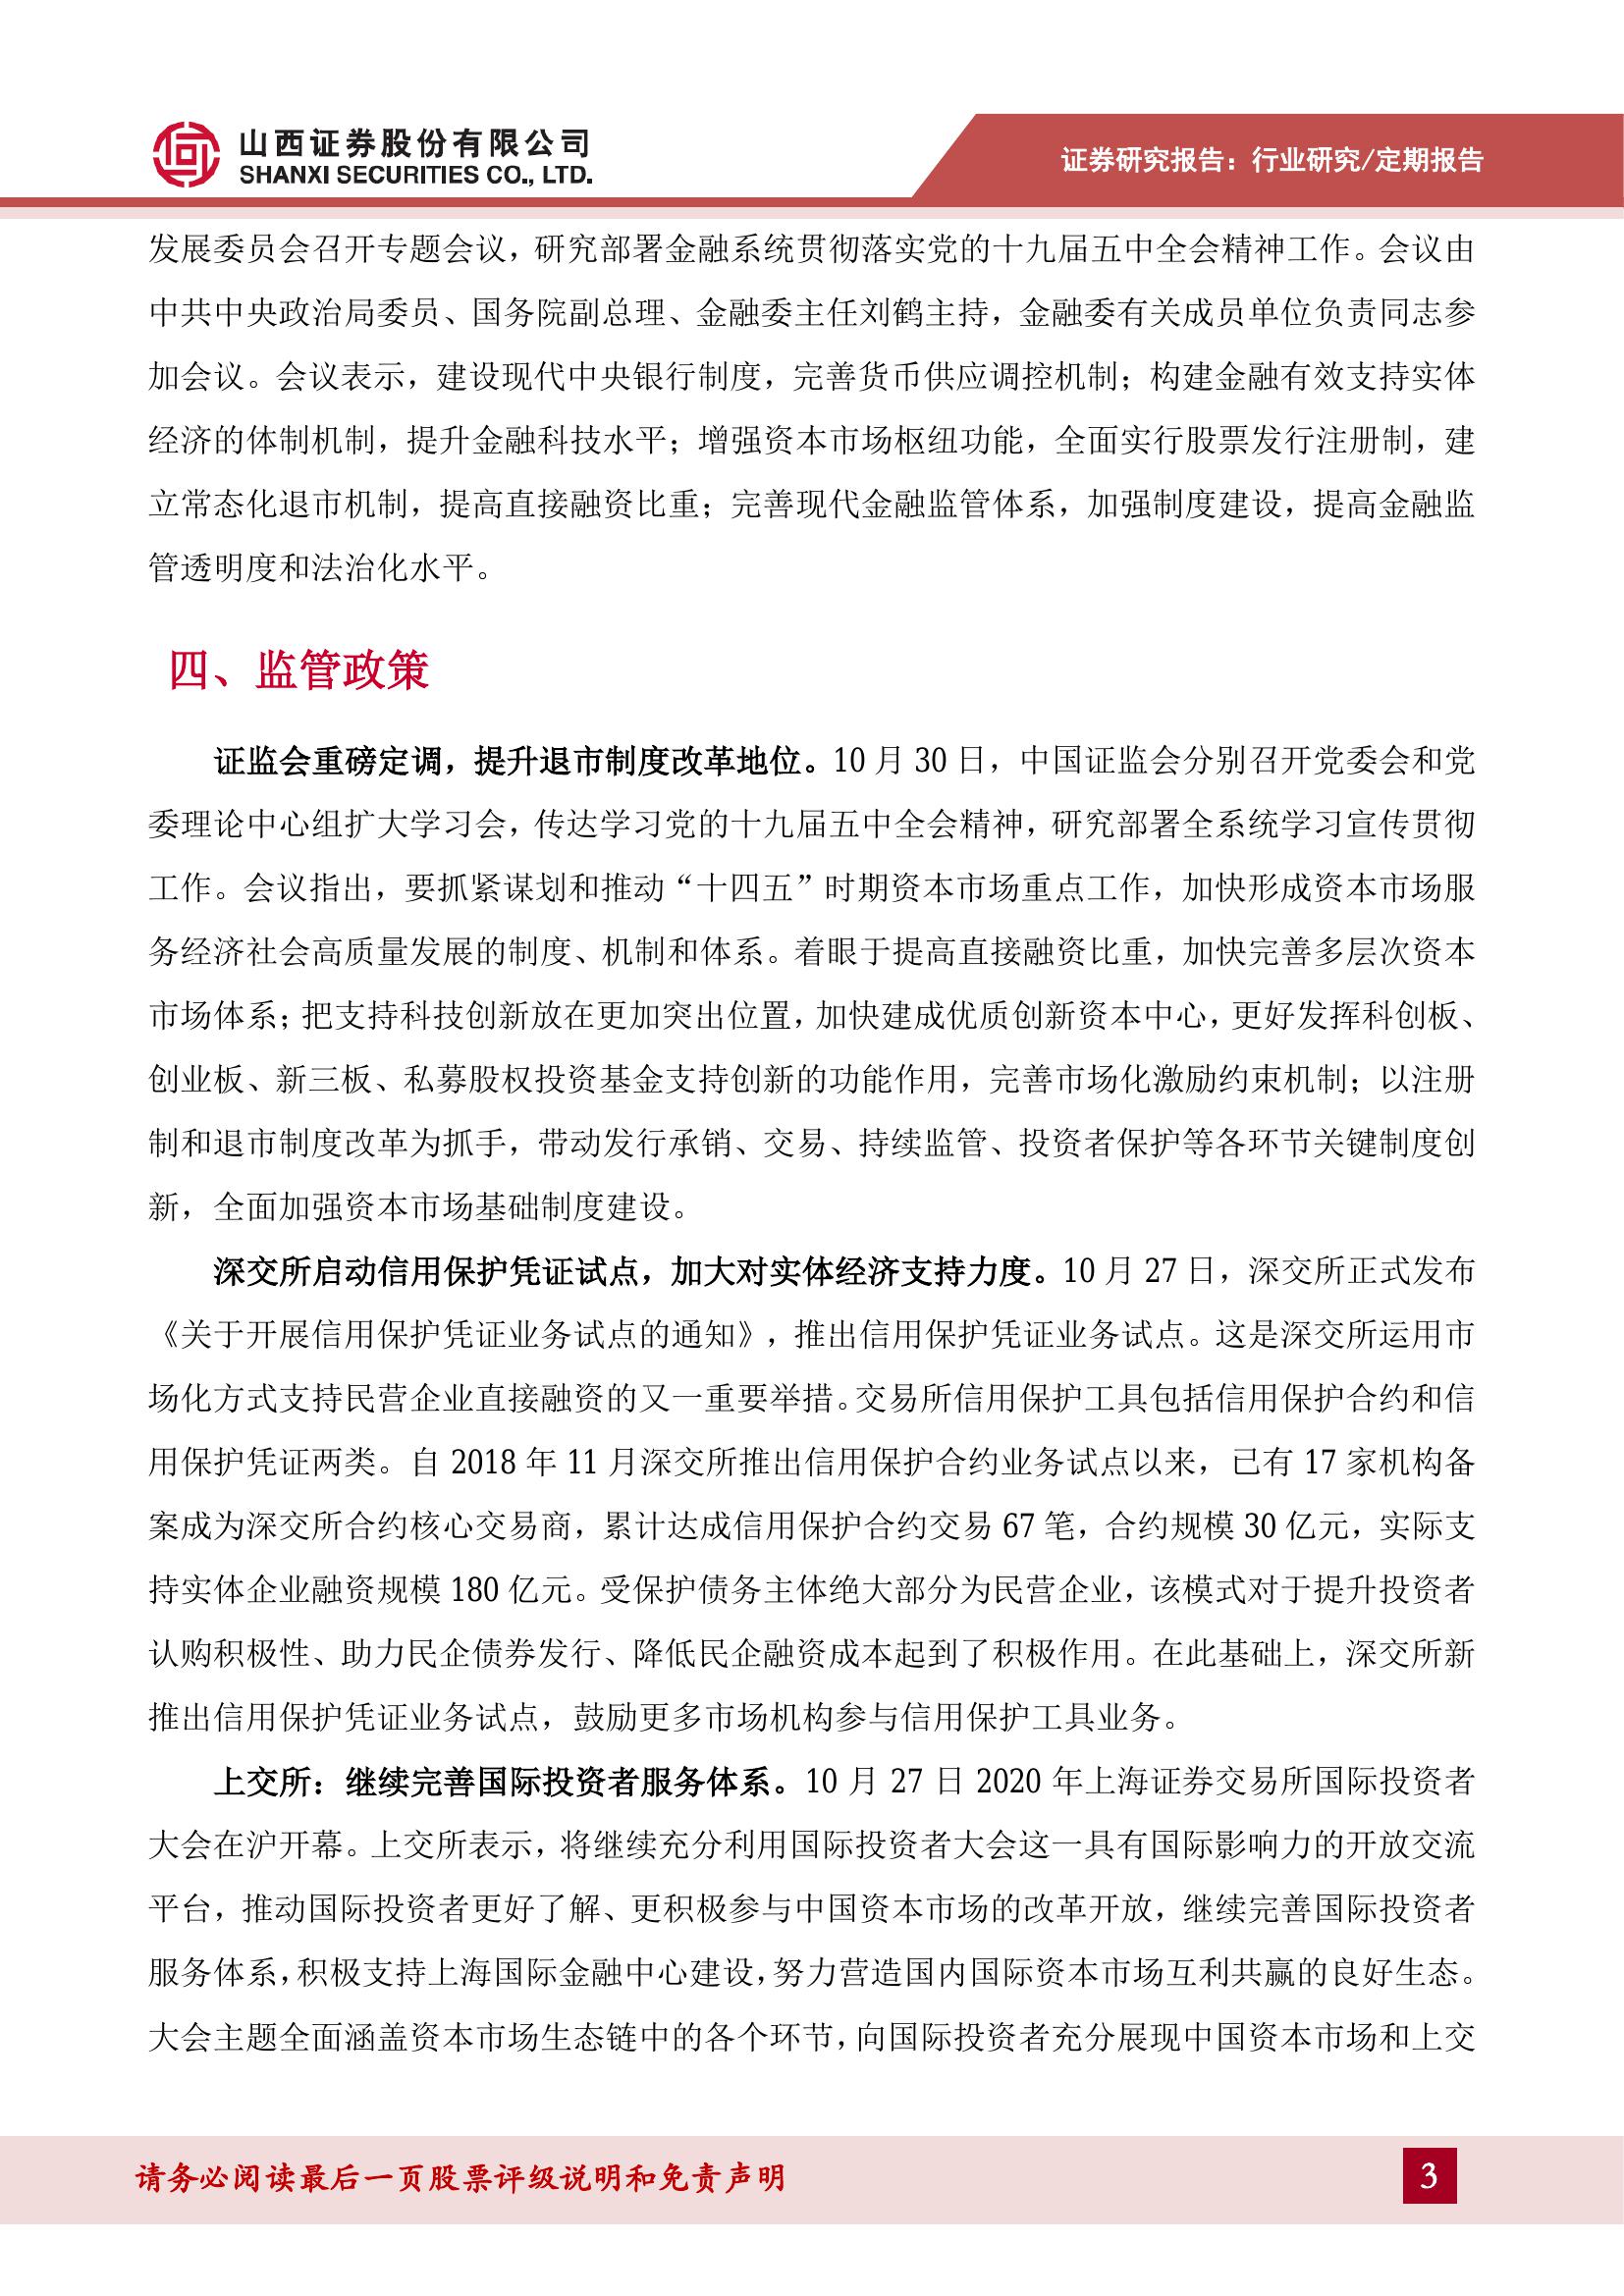 山西证券股份有限公司
SHANXI SECURITIES CO., LTD.
证券研究报告：行业研究/定期报告
发展委员会召开专题会议，研究部署金融系统贯彻落实党的十九届五中全会精神工作。会议由
中共中央政治局委员、国务院副总理、金融委主任刘鹤主持，金融委有关成员单位负责同志参
加会议。会议表示，建设现代中央银行制度，完善货币供应调控机制；构建金融有效支持实体
经济的体制机制，提升金融科技水平；增强资本市场枢纽功能，全面实行股票发行注册制，建
立常态化退市机制，提高直接融资比重；完善现代金融监管体系，加强制度建设，提高金融监
管透明度和法治化水平。
四、监管政策
证监会重磅定调，提升退市制度改革地位。10 月 30 日，中国证监会分别召开党委会和党
委理论中心组扩大学习会，传达学习党的十九届五中全会精神，研究部署全系统学习宣传贯彻
工作。会议指出，要抓紧谋划和推动“十四五”时期资本市场重点工作，加快形成资本市场服
务经济社会高质量发展的制度、机制和体系。着眼于提高直接融资比重，加快完善多层次资本
市场体系；把支持科技创新放在更加突出位置，加快建成优质创新资本中心，更好发挥科创板、
创业板、新三板、私募股权投资基金支持创新的功能作用，完善市场化激励约束机制；以注册
制和退市制度改革为抓手，带动发行承销、交易、持续监管、投资者保护等各环节关键制度创
新，全面加强资本市场基础制度建设。
深交所启动信用保护凭证试点，加大对实体经济支持力度。10 月 27 日，深交所正式发布
《关于开展信用保护凭证业务试点的通知》，推出信用保护凭证业务试点。这是深交所运用市
场化方式支持民营企业直接融资的又一重要举措。交易所信用保护工具包括信用保护合约和信
用保护凭证两类。自 2018 年 11 月深交所推出信用保护合约业务试点以来，已有 17 家机构备
案成为深交所合约核心交易商，累计达成信用保护合约交易 67 笔，合约规模 30 亿元，实际支
持实体企业融资规模 180 亿元。受保护债务主体绝大部分为民营企业，该模式对于提升投资者
认购积极性、助力民企债券发行、降低民企融资成本起到了积极作用。在此基础上，深交所新
推出信用保护凭证业务试点，鼓励更多市场机构参与信用保护工具业务。
上交所：继续完善国际投资者服务体系。10 月 27 日 2020 年上海证券交易所国际投资者
大会在沪开幕。上交所表示，将继续充分利用国际投资者大会这一具有国际影响力的开放交流
平台，推动国际投资者更好了解、更积极参与中国资本市场的改革开放，继续完善国际投资者
服务体系，积极支持上海国际金融中心建设，努力营造国内国际资本市场互利共赢的良好生态。
大会主题全面涵盖资本市场生态链中的各个环节，向国际投资者充分展现中国资本市场和上交
请务必阅读最后一页股票评级说明和免责声明
3